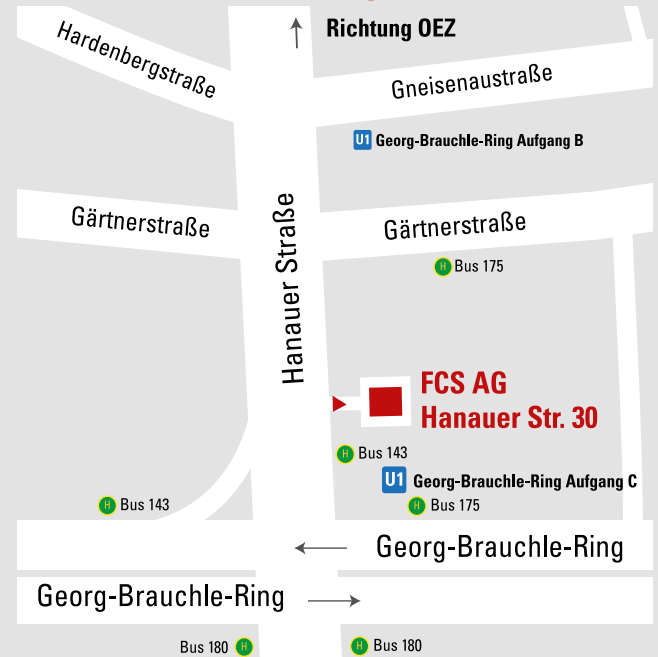 Richtung OEZ
Hardenbergstraße
Gneisenaustraße
U1 Georg-Brauchle-Ring Aufgang B
Gärtnerstraße
Gärtnerstraße
Hanauer Straße
H Bus 175
FCS AG
Hanauer Str. 30
H Bus 143
U1 Georg-Brauchle-Ring Aufgang C
H Bus 143
H Bus 175
Georg-Brauchle-Ring
Georg-Brauchle-Ring
Bus 180 H
H Bus 180